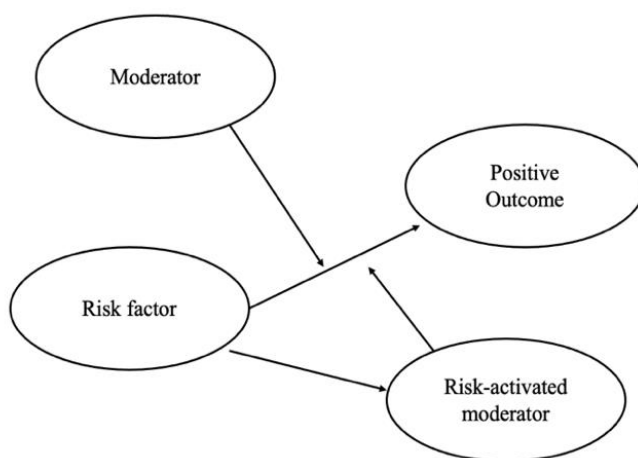 Moderator
Positive
Outcome
Risk factor
Risk-activated
moderator